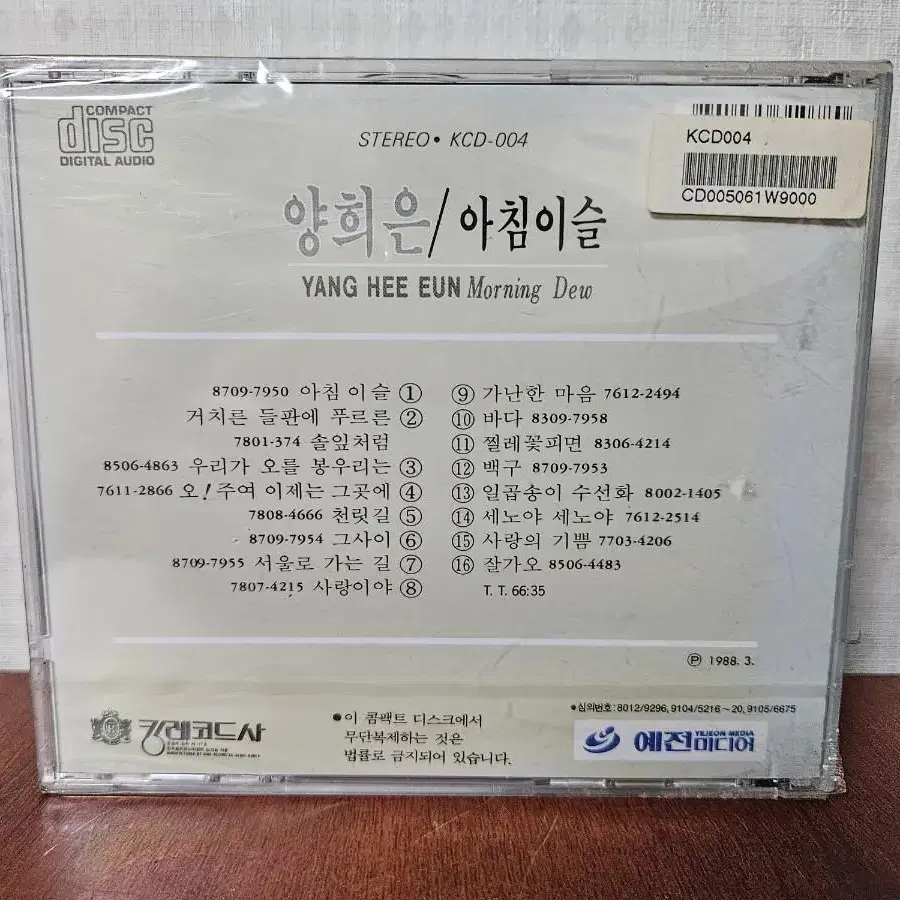 COMPACT
disc
DIGITAL AUDIO
STEREO • KCD-004
KCD004
CD005061W9000
양희은/아침이슬
YANG HEE EUN Morning Dew
8709-7950 아침 이슬 ①
거치른 들판에 푸르른 ②
7801-374 솔잎처럼
8506-4863 우리가 오를 봉우리는 ③
7611-2866 오! 주여 이제는 그곳에 ④
7808-4666 천릿길 ⑤
8709-7954 그사이 ⑥
8709-7955 서울로 가는 길 ⑦
7807-4215 사랑이야 ⑧
⑨ 가난한 마음 7612-2494
⑩ 바다 8309-7958
⑪ 찔레꽃피면 8306-4214
⑫ 백구 8709-7953
⑬ 일곱송이 수선화 8002-1405
⑭ 세노야 세노야 7612-2514
⑮ 사랑의 기쁨 7703-4206
⑯ 잘가오 8506-4483
T. T. 66:35
Ⓟ 1988. 3.
킹레코드사
● 이 콤팩트 디스크에서
무단복제하는 것은
법률로 금지되어 있습니다.
●심의번호: 8012/9296, 9104/5216~20, 9105/6675
YEJEON MEDIA
예전미디어